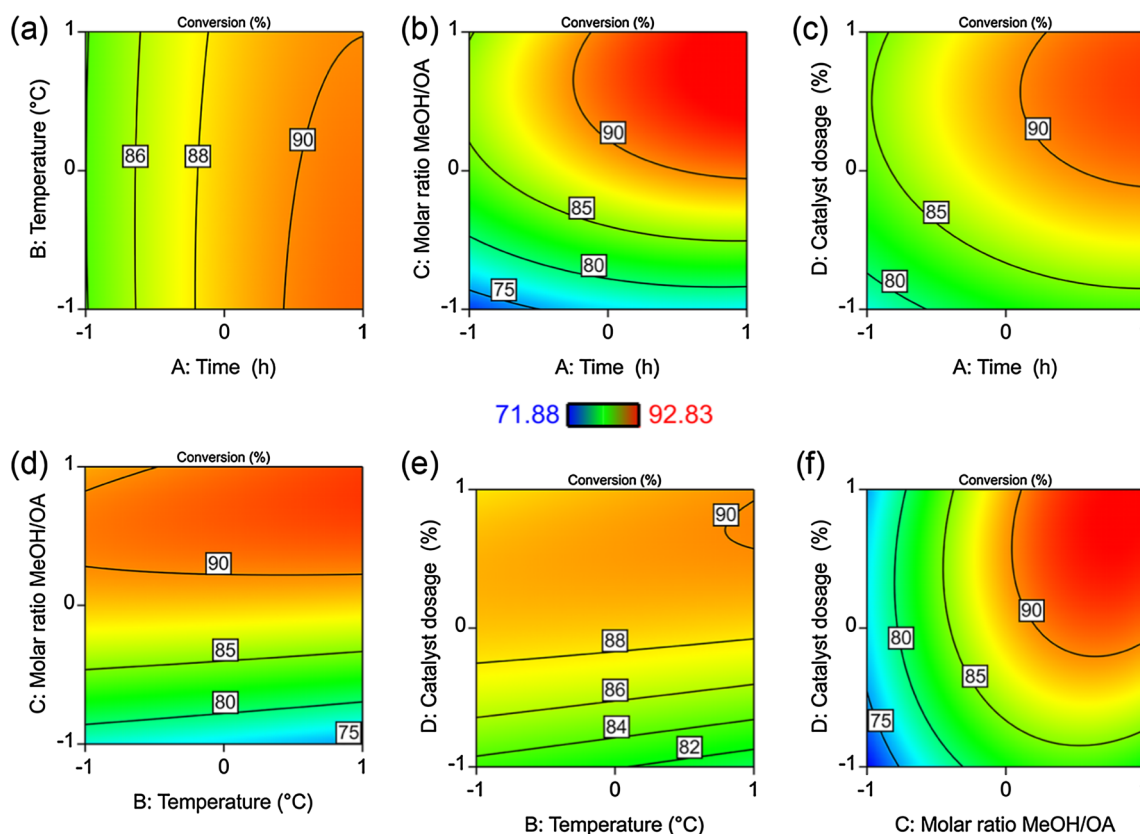 (a)
Conversion (%)
1
0
-1
B: Temperature (°C)
86
88
90
-1
0
1
A: Time (h)
(b)
Conversion (%)
1
0
-1
C: Molar ratio MeOH/OA
90
85
80
75
-1
0
1
A: Time (h)
(c)
Conversion (%)
1
0
-1
D: Catalyst dosage (%)
90
85
80
-1
0
1
A: Time (h)
71.88
92.83
(d)
Conversion (%)
1
0
-1
C: Molar ratio MeOH/OA
90
85
80
75
-1
0
1
B: Temperature (°C)
(e)
Conversion (%)
1
0
-1
D: Catalyst dosage (%)
90
88
86
84
82
-1
0
1
B: Temperature (°C)
(f)
Conversion (%)
1
0
-1
D: Catalyst dosage (%)
90
80
85
75
-1
0
1
C: Molar ratio MeOH/OA